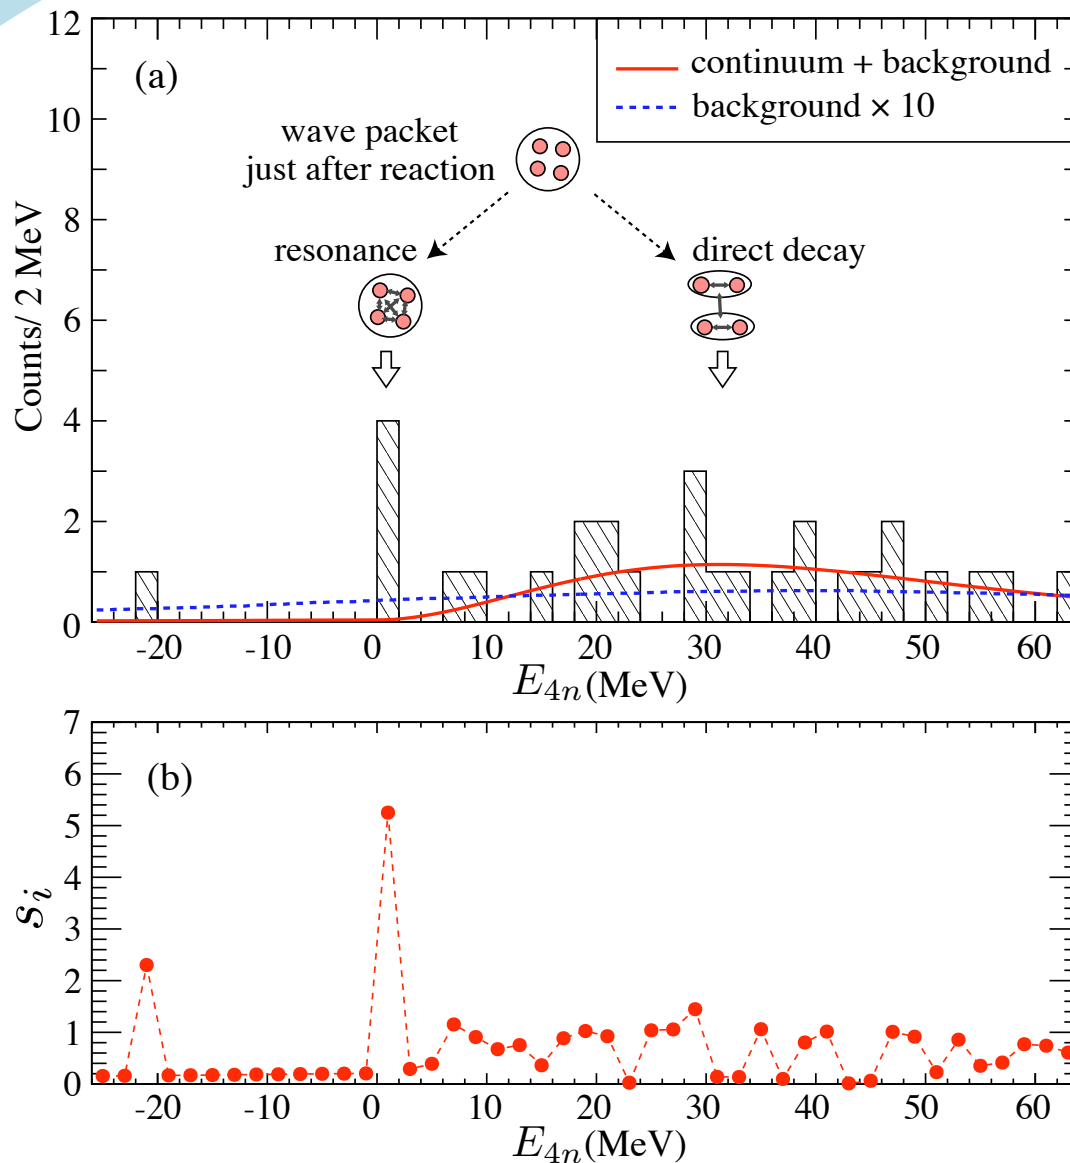 12
(a)
continuum + background
background × 10
10
wave packet
just after reaction
8
resonance
direct decay
Counts/ 2 MeV
6
4
2
0
-20 -10 0 10 20 30 40 50 60
E4n(MeV)
7
(b)
6
5
4
si
3
2
1
0
-20 -10 0 10 20 30 40 50 60
E4n(MeV)